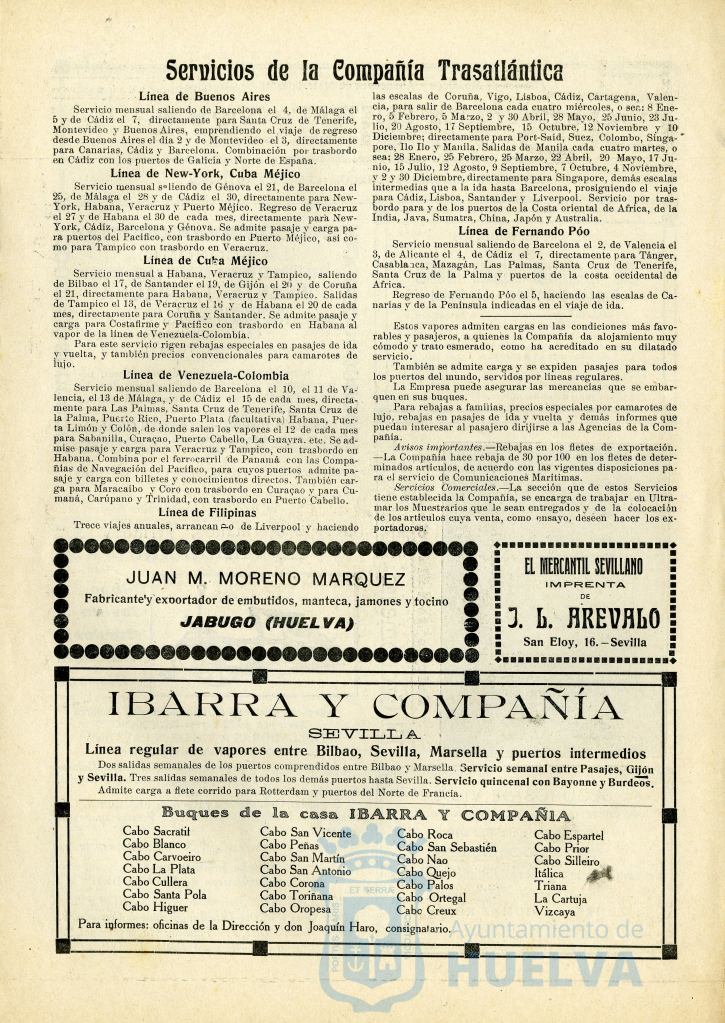 Servicios de la Compañía Trasatlántica
Línea de Buenos Aires
Servicio mensual saliendo de Barcelona el 4, de Málaga el
5 y de Cádiz el 7, directamente para Santa Cruz de Tenerife,
Montevideo y Buenos Aires, emprendiendo el viaje de regreso
desde Buenos Aires el día 2 y de Montevideo el 3, directamente
para Canarias, Cádiz y Barcelona. Combinación por trasbordo
en Cádiz con los puertos de Galicia y Norte de España.
Línea de New-York, Cuba Méjico
Servicio mensual saliendo de Génova el 21, de Barcelona el
25, de Málaga el 28 y de Cádiz el 30, directamente para New-
York, Habana, Veracruz y Puerto Méjico. Regreso de Veracruz
el 27 y de Habana el 30 de cada mes, directamente para New-
York, Cádiz, Barcelona y Génova. Se admite pasaje y carga pa-
ra puertos del Pacífico, con trasbordo en Puerto Méjico, así co-
mo para Tampico con trasbordo en Veracruz.
Línea de Cuba Méjico
Servicio mensual a Habana, Veracruz y Tampico, saliendo
de Bilbao el 17, de Santander el 19, de Gijón el 20 y de Coruña
el 21, directamente para Habana, Veracruz y Tampico. Salidas
de Tampico el 13, de Veracruz el 16 y de Habana el 20 de cada
mes, directamente para Coruña y Santander. Se admite pasaje y
carga para Costafirme y Pacífico con trasbordo en Habana al
vapor de la línea de Venezuela-Colombia.
Para este servicio rigen rebajas especiales en pasajes de ida
y vuelta, y también precios convencionales para camarotes de
lujo.
Línea de Venezuela-Colombia
Servicio mensual saliendo de Barcelona el 10, el 11 de Va-
lencia, el 13 de Málaga, y de Cádiz el 15 de cada mes, directa-
mente para Las Palmas, Santa Cruz de Tenerife, Santa Cruz de
la Palma, Puerto Rico, Puerto Plata (facultativa) Habana, Puer-
ta Limón y Colón, de donde salen los vapores el 12 de cada mes
para Sabanilla, Curaçao, Puerto Cabello, La Guayra. etc. Se ad-
mise pasaje y carga para Veracruz y Tampico, con trasbordo en
Habana. Combina por el ferrocarril de Panamá con las Compa-
ñías de Navegación del Pacífico, para cuyos puertos admite pa-
saje y carga con billetes y conocimientos directos. También car-
ga para Maracaibo y Coro con trasbordo en Curaçao y para Cu-
maná, Carúpano y Trinidad, con trasbordo en Puerto Cabello.
Línea de Filipinas
Trece viajes anuales, arrancan o de Liverpool y haciendo
las escalas de Coruña, Vigo, Lisboa, Cádiz, Cartagena, Valen-
cia, para salir de Barcelona cada cuatro miércoles, o sea: 8 Ene-
ro, 5 Febrero, 5 Marzo, 2 y 30 Abril, 28 Mayo, 25 Junio, 23 Ju-
lio, 20 Agosto, 17 Septiembre, 15 Octubre, 12 Noviembre y 10
Diciembre; directamente para Port-Said, Suez, Colombo, Singa-
pore, Ilo Ilo y Manila. Salidas de Manila cada cuatro martes, o
sea: 28 Enero, 25 Febrero, 25 Marzo, 22 Abril, 20 Mayo, 17 Ju-
nio, 15 Julio, 12 Agosto, 9 Septiembre, 7 Octubre, 4 Noviembre,
y 2 y 30 Diciembre, directamente para Singapore, demás escalas
intermedias que a la ida hasta Barcelona, prosiguiendo el viaje
para Cádiz, Lisboa, Santander y Liverpool. Servicio por tras-
bordo para y de los puertos de la Costa oriental de Africa, de la
India, Java, Sumatra, China, Japón y Australia.
Línea de Fernando Póo
Servicio mensual saliendo de Barcelona el 2, de Valencia el
3, de Alicante el 4, de Cádiz el 7, directamente para Tánger,
Casablanca, Mazagán, Las Palmas, Santa Cruz de Tenerife,
Santa Cruz de la Palma y puertos de la costa occidental de
Africa.
Regreso de Fernando Póo el 5, haciendo las escalas de Ca-
narias y de la Península indicadas en el viaje de ida.
Estos vapores admiten cargas en las condiciones más favo-
rables y pasajeros, a quienes la Compañía da alojamiento muy
cómodo y trato esmerado, como ha acreditado en su dilatado
servicio.
También se admite carga y se expiden pasajes para todos
los puertos del mundo, servidos por líneas regulares.
La Empresa puede asegurar las mercancías que se embar-
quen en sus buques.
Para rebajas a familias, precios especiales por camarotes de
lujo, rebajas en pasajes de ida y vuelta y demás informes que
puedan interesar al pasajero dirijirse a las Agencias de la Com-
pañía.
Avisos importantes.—Rebajas en los fletes de exportación.
—La Compañía hace rebaja de 30 por 100 en los fletes de deter-
minados artículos, de acuerdo con las vigentes disposiciones pa-
ra el servicio de Comunicaciones Marítimas.
Servicios Comerciales.—La sección que de estos Servicios
tiene establecida la Compañía, se encarga de trabajar en Ultra-
mar los Muestrarios que le sean entregados y de la colocación
de los artículos cuya venta, como ensayo, deseen hacer los ex-
portadores.
JUAN M. MORENO MARQUEZ
Fabricante y exportador de embutidos, manteca, jamones y tocino
JABUGO (HUELVA)
EL MERCANTIL SEVILLANO
IMPRENTA
DE
J. L. AREVALO
San Eloy, 16.—Sevilla
IBARRA Y COMPAÑÍA
SEVILLA
Línea regular de vapores entre Bilbao, Sevilla, Marsella y puertos intermedios
Dos salidas semanales de los puertos comprendidos entre Bilbao y Marsella. Servicio semanal entre Pasajes, Gijón
y Sevilla. Tres salidas semanales de todos los demás puertos hasta Sevilla. Servicio quincenal con Bayonne y Burdeos.
Admite carga a flete corrido para Rotterdam y puertos del Norte de Francia.
Buques de la casa IBARRA Y COMPAÑIA
Cabo Sacratif
Cabo Blanco
Cabo Carvoeiro
Cabo La Plata
Cabo Cullera
Cabo Santa Pola
Cabo Higuer
Cabo San Vicente
Cabo Peñas
Cabo San Martín
Cabo San Antonio
Cabo Corona
Cabo Toriñana
Cabo Oropesa
Cabo Roca
Cabo San Sebastién
Cabo Nao
Cabo Quejo
Cabo Palos
Cabo Ortegal
Cabo Creux
Cabo Espartel
Cabo Prior
Cabo Silleiro
Itálica
Triana
La Cartuja
Vizcaya
Para informes: oficinas de la Dirección y don Joaquín Haro, consignatario.
Ayuntamiento de
HUELVA